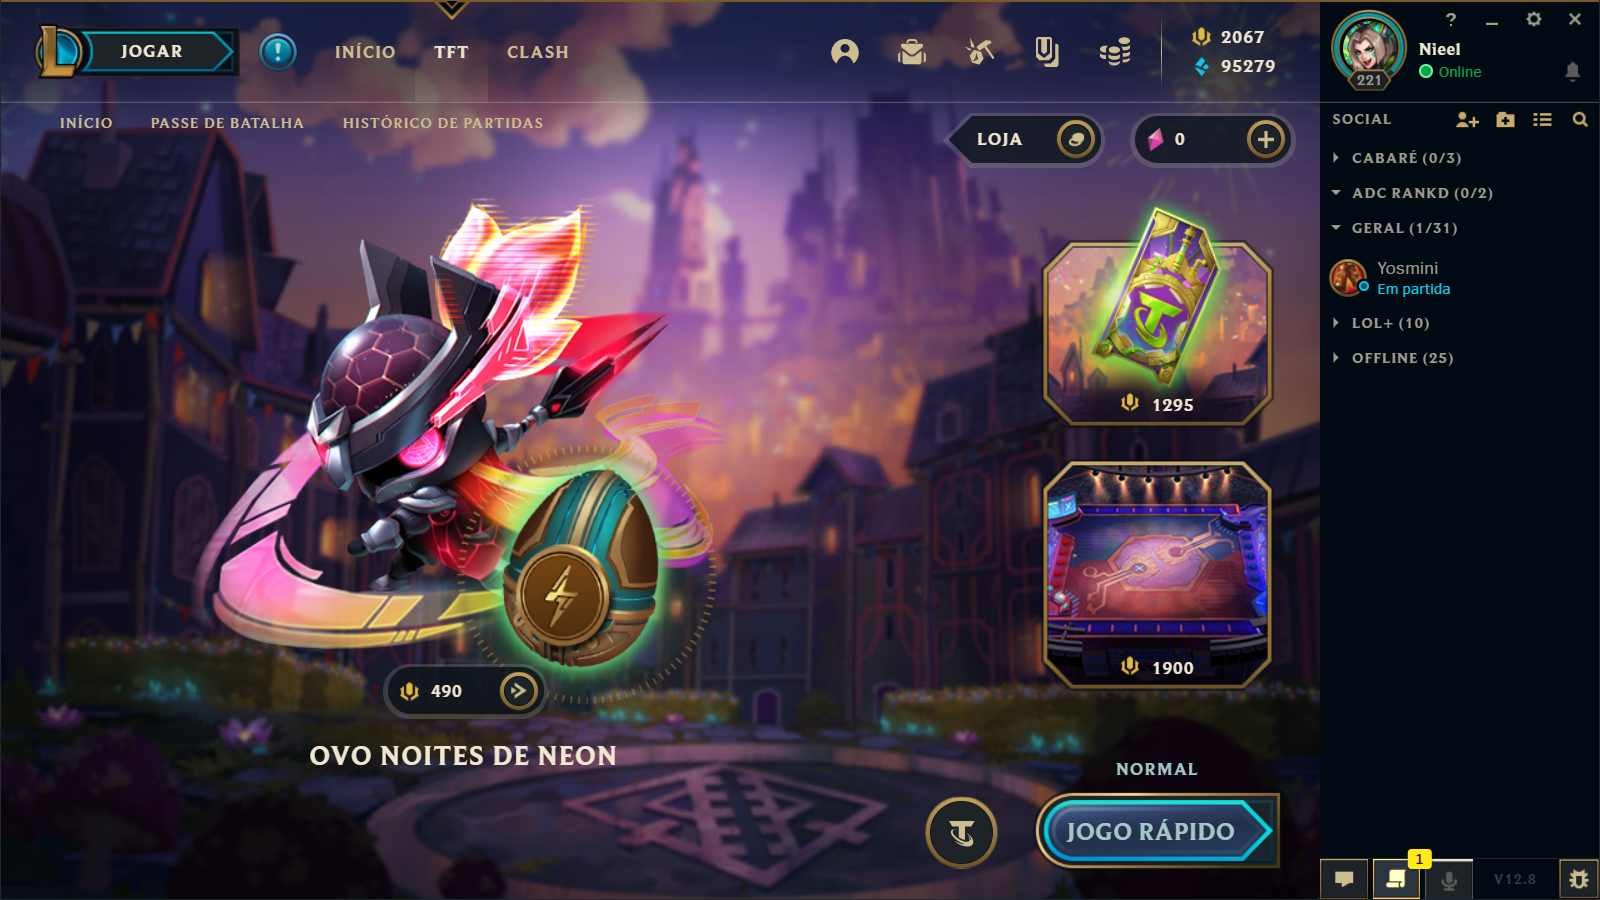 JOGAR
INÍCIO
TFT
CLASH
2067
95279
?
Nieel
Online
221
INÍCIO
PASSE DE BATALHA
HISTÓRICO DE PARTIDAS
LOJA
0
SOCIAL
CABARÉ (0/3)
ADC RANKD (0/2)
GERAL (1/31)
Yosmini
Em partida
LOL+ (10)
OFFLINE (25)
1295
1900
490
OVO NOITES DE NEON
NORMAL
JOGO RÁPIDO
1
V12.8